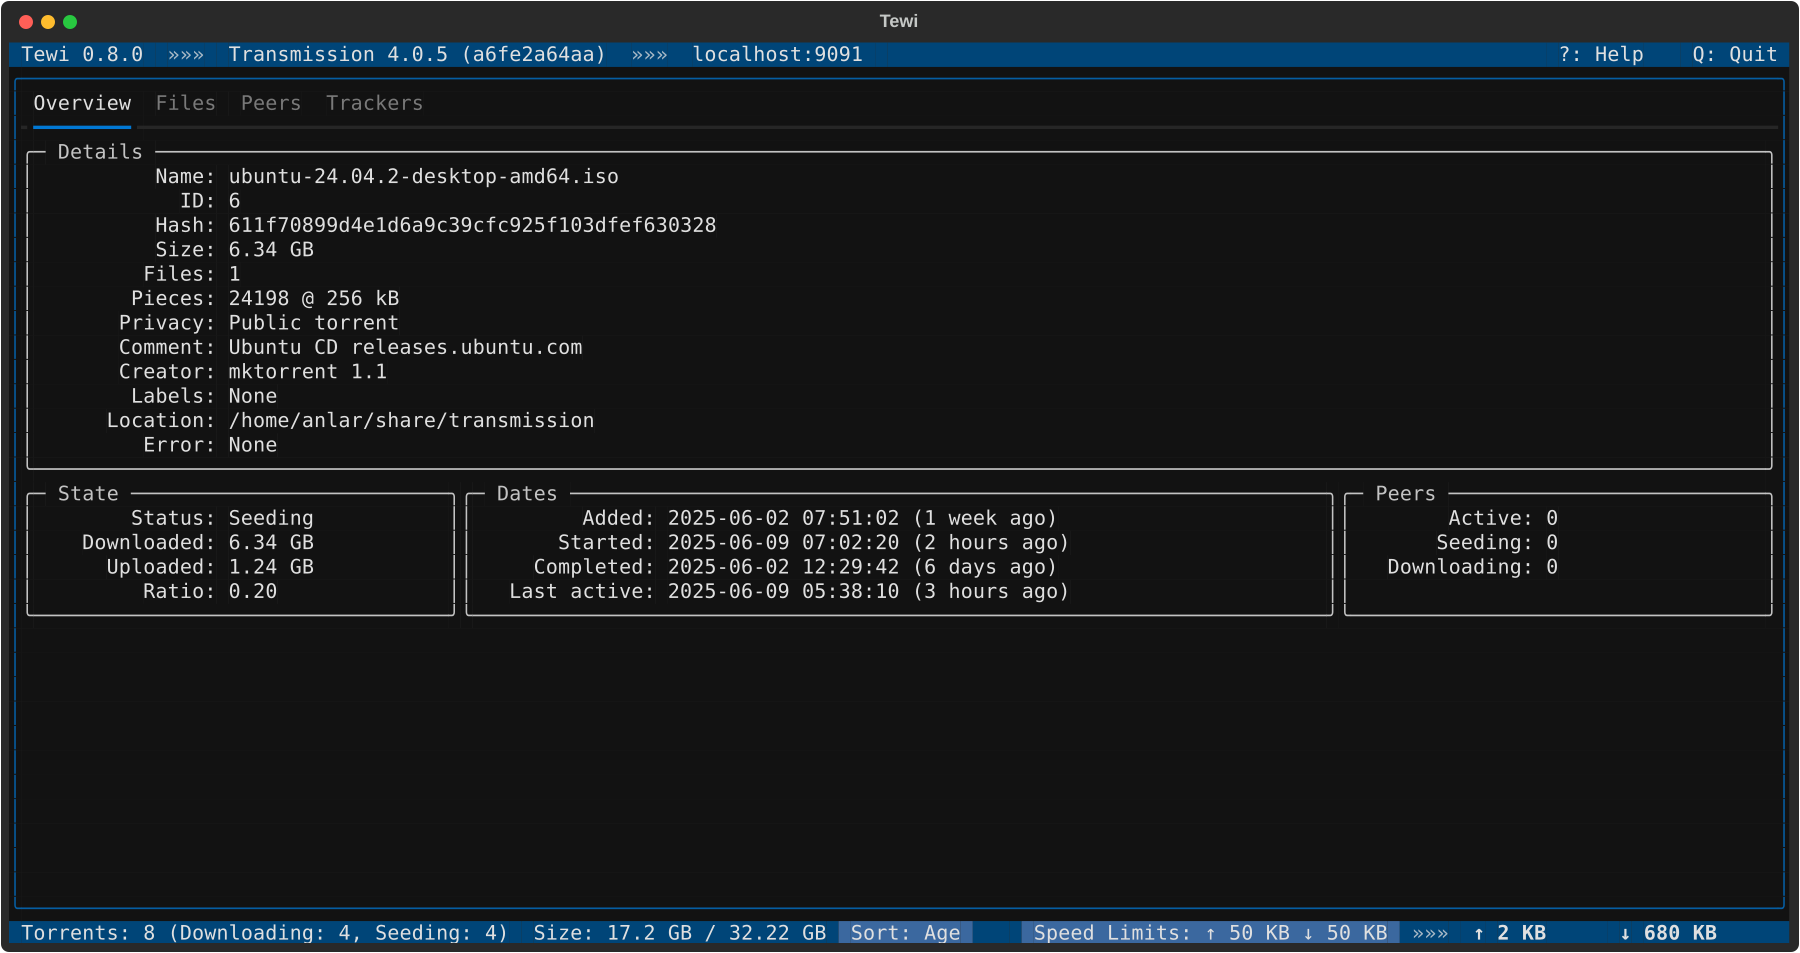 Tewi
Tewi 0.8.0 »»» Transmission 4.0.5 (a6fe2a64aa) »»» localhost:9091 ?: Help Q: Quit
Overview Files Peers Trackers
Details
Name: ubuntu-24.04.2-desktop-amd64.iso
ID: 6
Hash: 611f70899d4e1d6a9c39cfc925f103dfef630328
Size: 6.34 GB
Files: 1
Pieces: 24198 @ 256 kB
Privacy: Public torrent
Comment: Ubuntu CD releases.ubuntu.com
Creator: mktorrent 1.1
Labels: None
Location: /home/anlar/share/transmission
Error: None
State
Status: Seeding
Downloaded: 6.34 GB
Uploaded: 1.24 GB
Ratio: 0.20
Dates
Added: 2025-06-02 07:51:02 (1 week ago)
Started: 2025-06-09 07:02:20 (2 hours ago)
Completed: 2025-06-02 12:29:42 (6 days ago)
Last active: 2025-06-09 05:38:10 (3 hours ago)
Peers
Active: 0
Seeding: 0
Downloading: 0
Torrents: 8 (Downloading: 4, Seeding: 4) Size: 17.2 GB / 32.22 GB Sort: Age Speed Limits: ↑ 50 KB ↓ 50 KB »»» ↑ 2 KB ↓ 680 KB